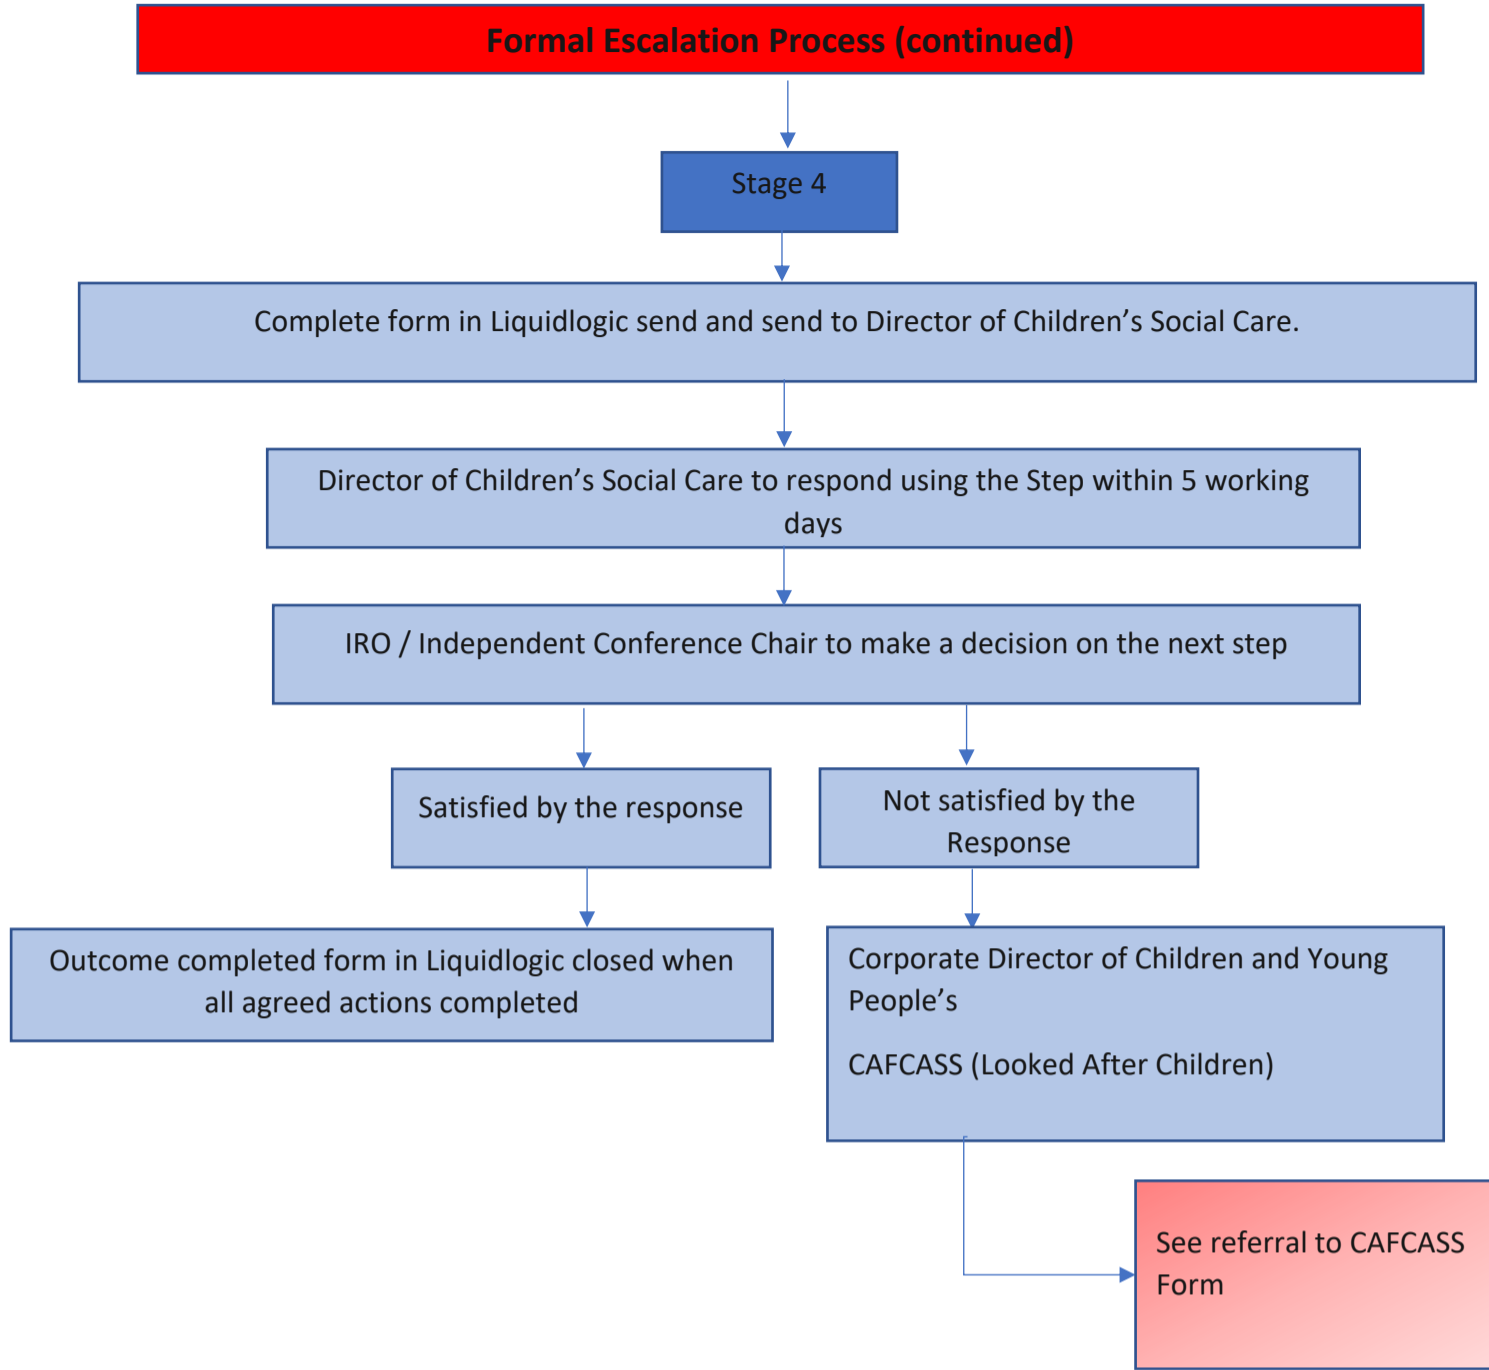 Formal Escalation Process (continued)
Stage 4
Complete form in Liquidlogic send and send to Director of Children’s Social Care.
Director of Children’s Social Care to respond using the Step within 5 working
days
IRO / Independent Conference Chair to make a decision on the next step
Satisfied by the response
Not satisfied by the
Response
Outcome completed form in Liquidlogic closed when
all agreed actions completed
Corporate Director of Children and Young
People’s
CAFCASS (Looked After Children)
See referral to CAFCASS
Form